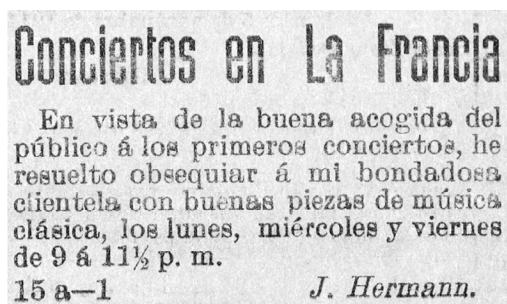 Conciertos en La Francia
En vista de la buena acogida del
público á los primeros conciertos, he
resuelto obsequiar á mi bondadosa
clientela con buenas piezas de música
clásica, los lunes, miércoles y viernes
de 9 á 11½ p. m.
15 a—1 J. Hermann.